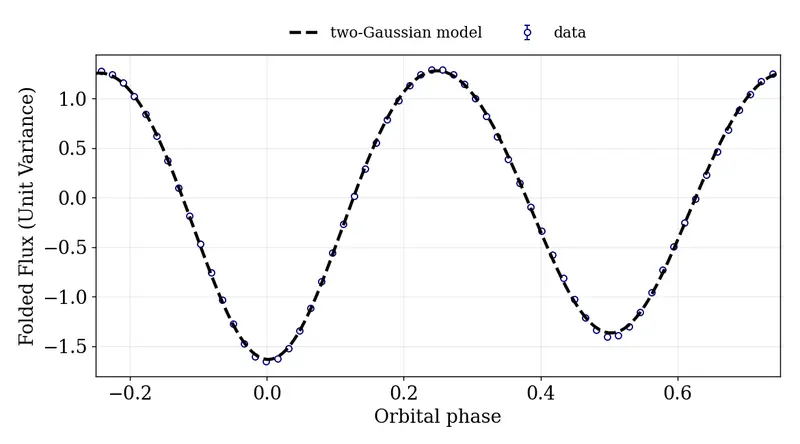 two-Gaussian model data
Folded Flux (Unit Variance)
1.0
0.5
0.0
−0.5
−1.0
−1.5
−0.2 0.0 0.2 0.4 0.6
Orbital phase